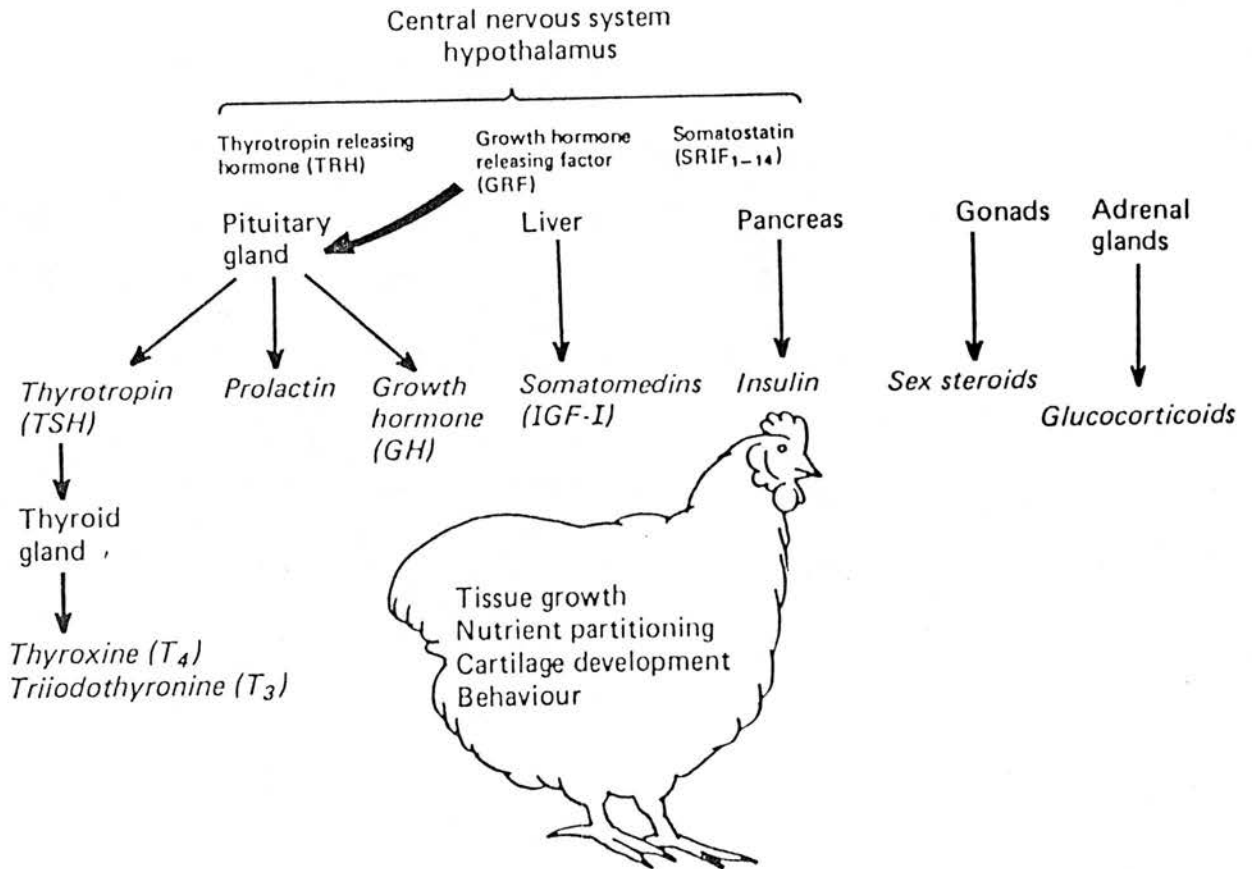 Central nervous system
hypothalamus
Thyrotropin releasing
hormone (TRH)
Growth hormone
releasing factor
(GRF)
Somatostatin
(SRIF₁₋₁₄)
Pituitary
gland
Liver
Pancreas
Gonads
Adrenal
glands
Thyrotropin
(TSH)
Prolactin
Growth
hormone
(GH)
Somatomedins
(IGF-I)
Insulin
Sex steroids
Glucocorticoids
Thyroid
gland
Thyroxine (T₄)
Triiodothyronine (T₃)
Tissue growth
Nutrient partitioning
Cartilage development
Behaviour